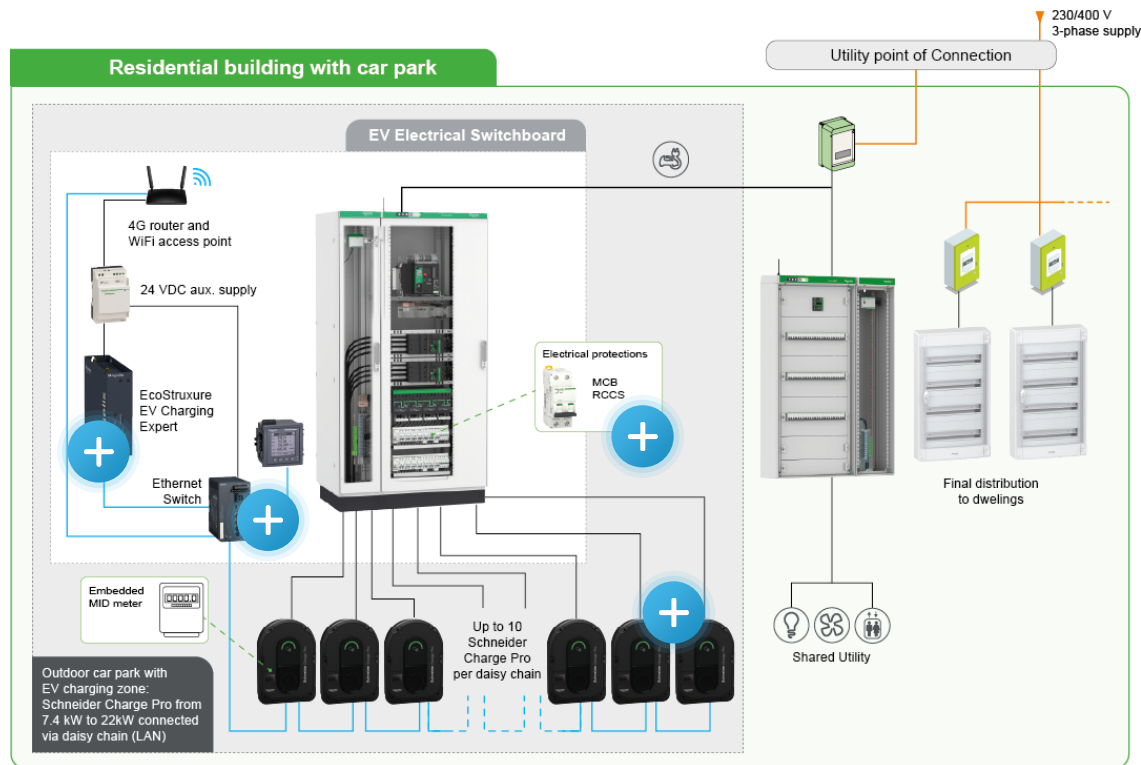 230/400 V
3-phase supply
Utility point of Connection
Residential building with car park
EV Electrical Switchboard
4G router and
WiFi access point
24 VDC aux. supply
Electrical protections
MCB
RCCS
EcoStruxure
EV Charging
Expert
Ethernet
Switch
Final distribution
to dwelings
Embedded
MID meter
Up to 10
Schneider
Charge Pro
per daisy chain
Shared Utility
Outdoor car park with
EV charging zone:
Schneider Charge Pro from
7.4 kW to 22kW connected
via daisy chain (LAN)